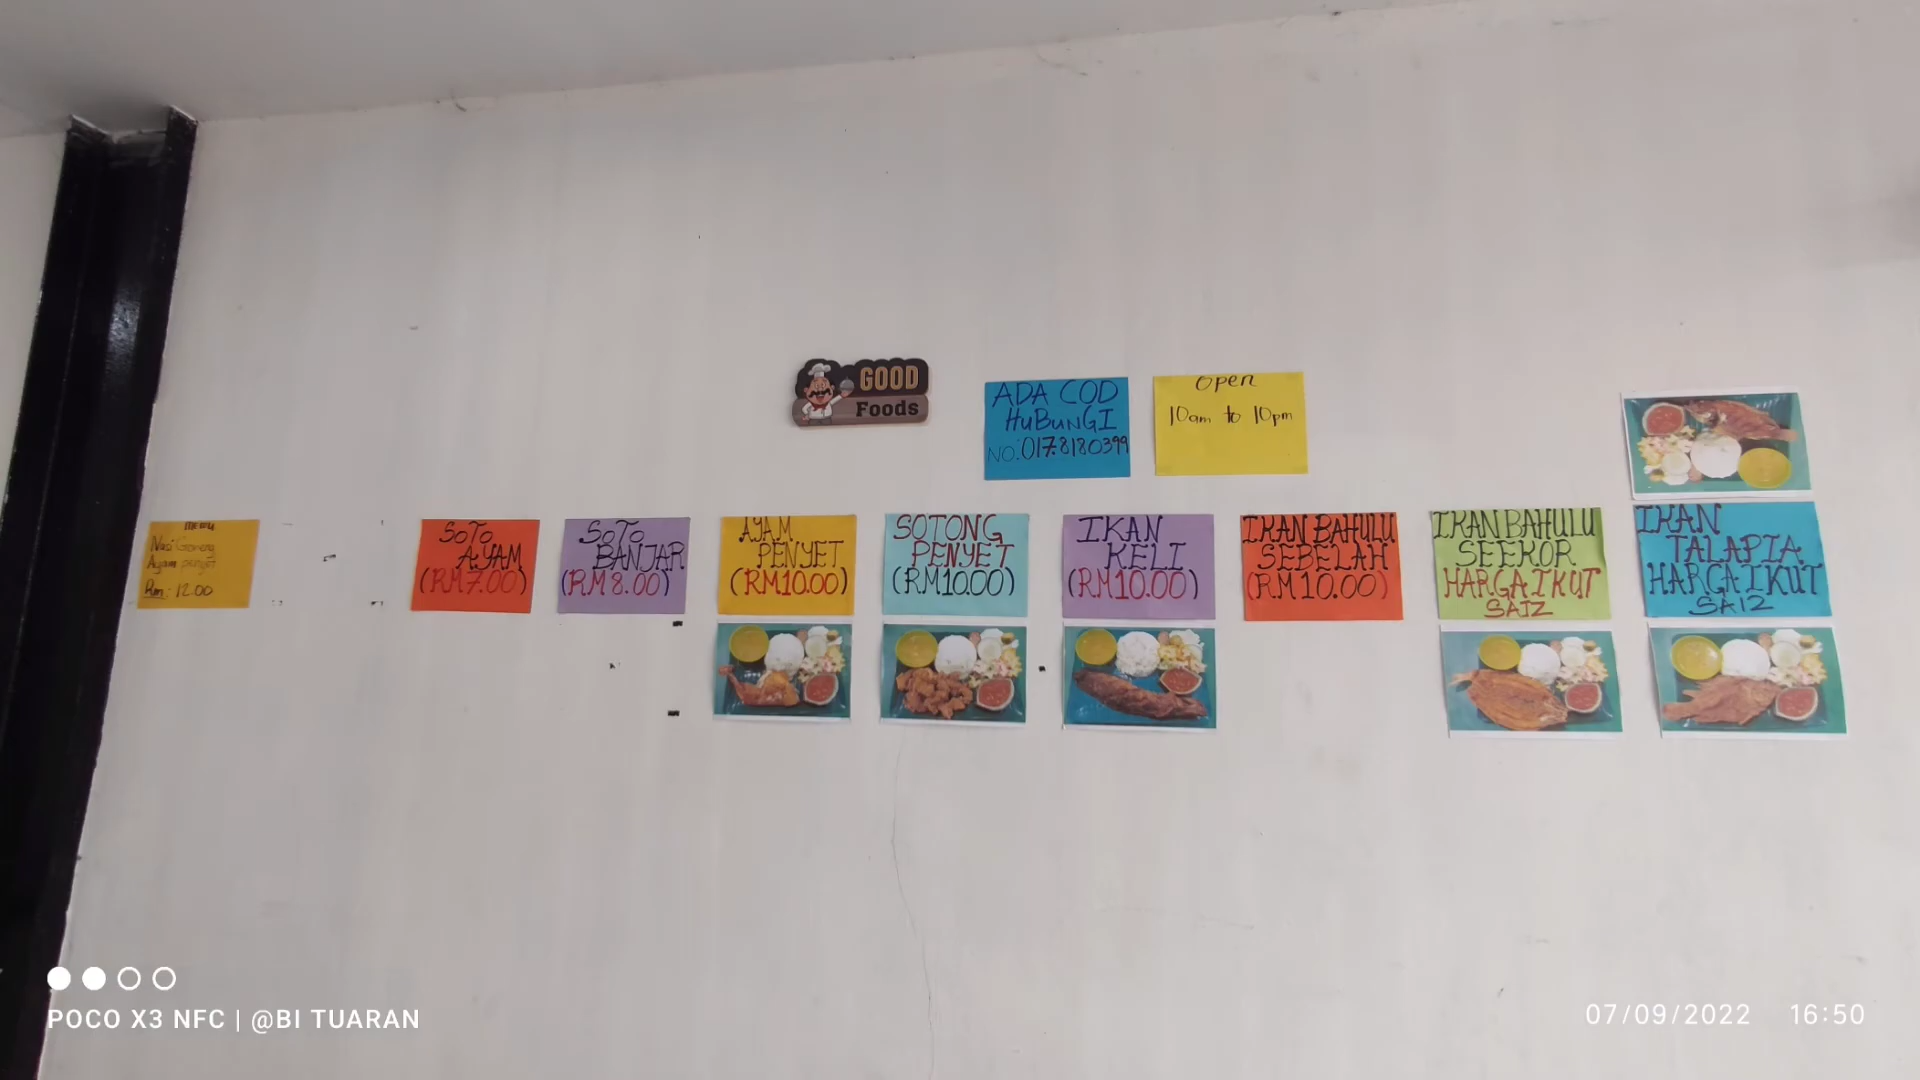 GOOD
Foods
ADA COD
HUBUNGI
NO:017.8180399
Open
10am to 10pm
menu
Nasi Goreng
Ayam penyet
Rm: 12.00
SOTO
AYAM
(RM7.00)
SOTO
BANJAR
(RM8.00)
AYAM
PENYET
(RM10.00)
SOTONG
PENYET
(RM10.00)
IKAN
KELI
(RM10.00)
IKAN BAHULU
SEBELAH
(RM10.00)
IKAN BAHULU
SEEKOR
HARGA IKUT
SAIZ
IKAN
TALAPIA
HARGA IKUT
SAIZ
POCO X3 NFC | @BI TUARAN
07/09/2022 16:50